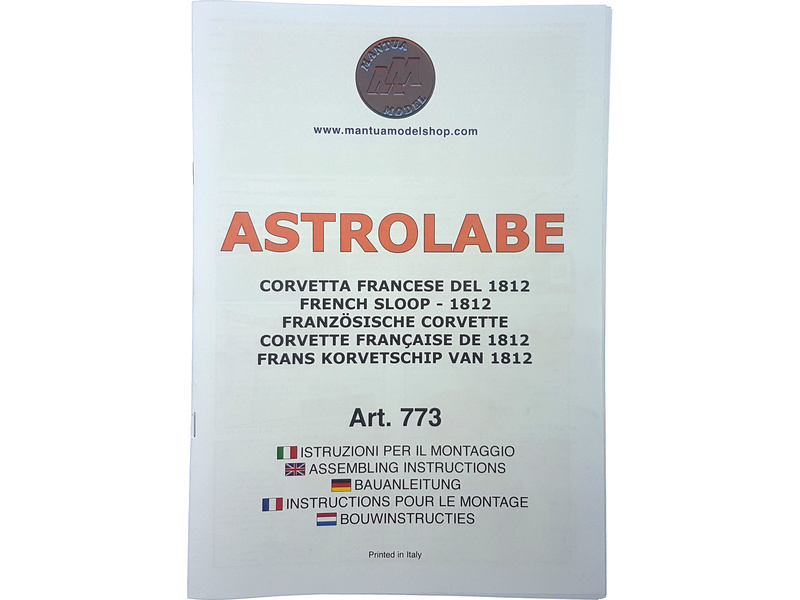 MANTUA
MM
MODEL
www.mantuamodelshop.com
ASTROLABE
CORVETTA FRANCESE DEL 1812
FRENCH SLOOP - 1812
FRANZÖSISCHE CORVETTE
CORVETTE FRANÇAISE DE 1812
FRANS KORVETSCHIP VAN 1812
Art. 773
ISTRUZIONI PER IL MONTAGGIO
ASSEMBLING INSTRUCTIONS
BAUANLEITUNG
INSTRUCTIONS POUR LE MONTAGE
BOUWINSTRUCTIES
Printed in Italy